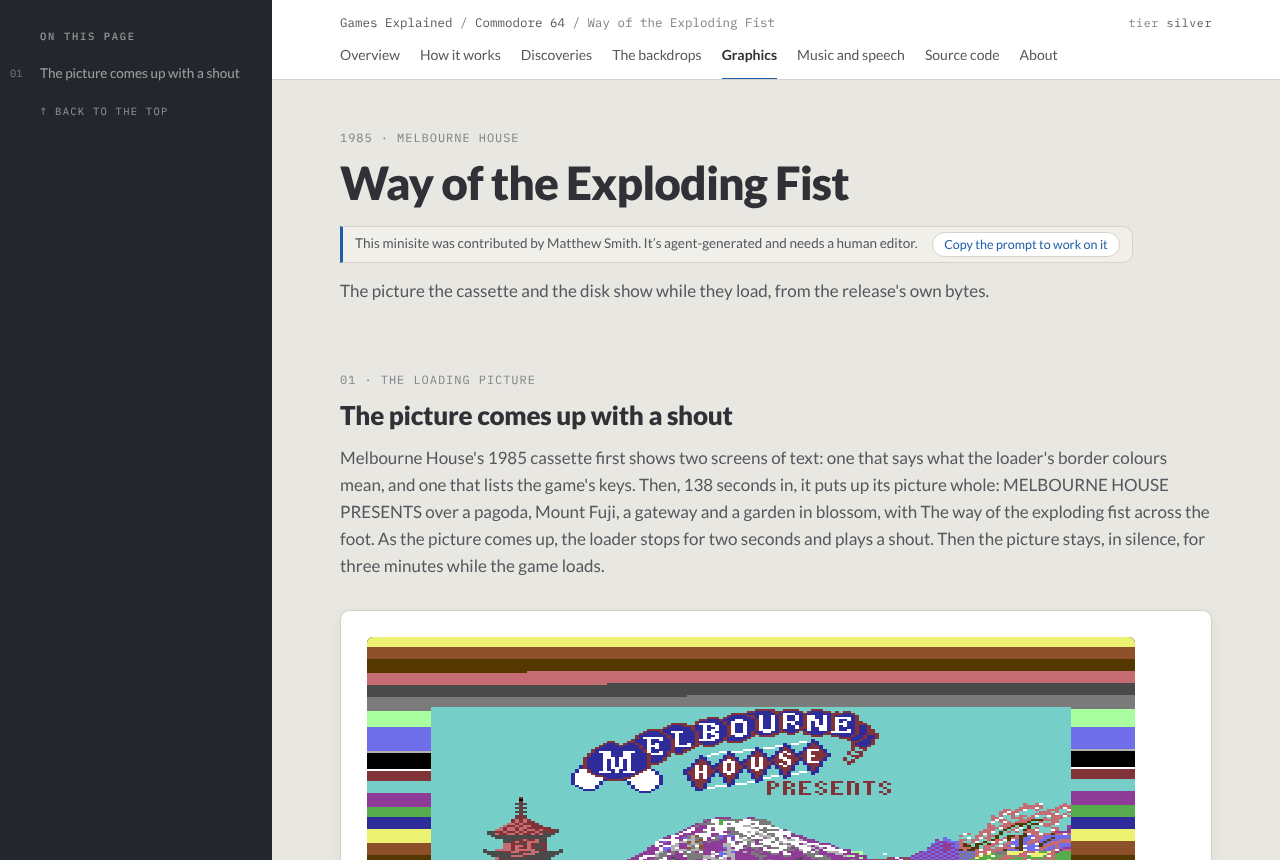 ON THIS PAGE
01 The picture comes up with a shout
↑ BACK TO THE TOP
Games Explained / Commodore 64 / Way of the Exploding Fist
tier silver
Overview How it works Discoveries The backdrops Graphics Music and speech Source code About
1985 · MELBOURNE HOUSE
Way of the Exploding Fist
This minisite was contributed by Matthew Smith. It’s agent-generated and needs a human editor.
Copy the prompt to work on it
The picture the cassette and the disk show while they load, from the release's own bytes.
01 · THE LOADING PICTURE
The picture comes up with a shout
Melbourne House's 1985 cassette first shows two screens of text: one that says what the loader's border colours
mean, and one that lists the game's keys. Then, 138 seconds in, it puts up its picture whole: MELBOURNE HOUSE
PRESENTS over a pagoda, Mount Fuji, a gateway and a garden in blossom, with The way of the exploding fist across the
foot. As the picture comes up, the loader stops for two seconds and plays a shout. Then the picture stays, in silence, for
three minutes while the game loads.
MELBOURNE
HOUSE
PRESENTS